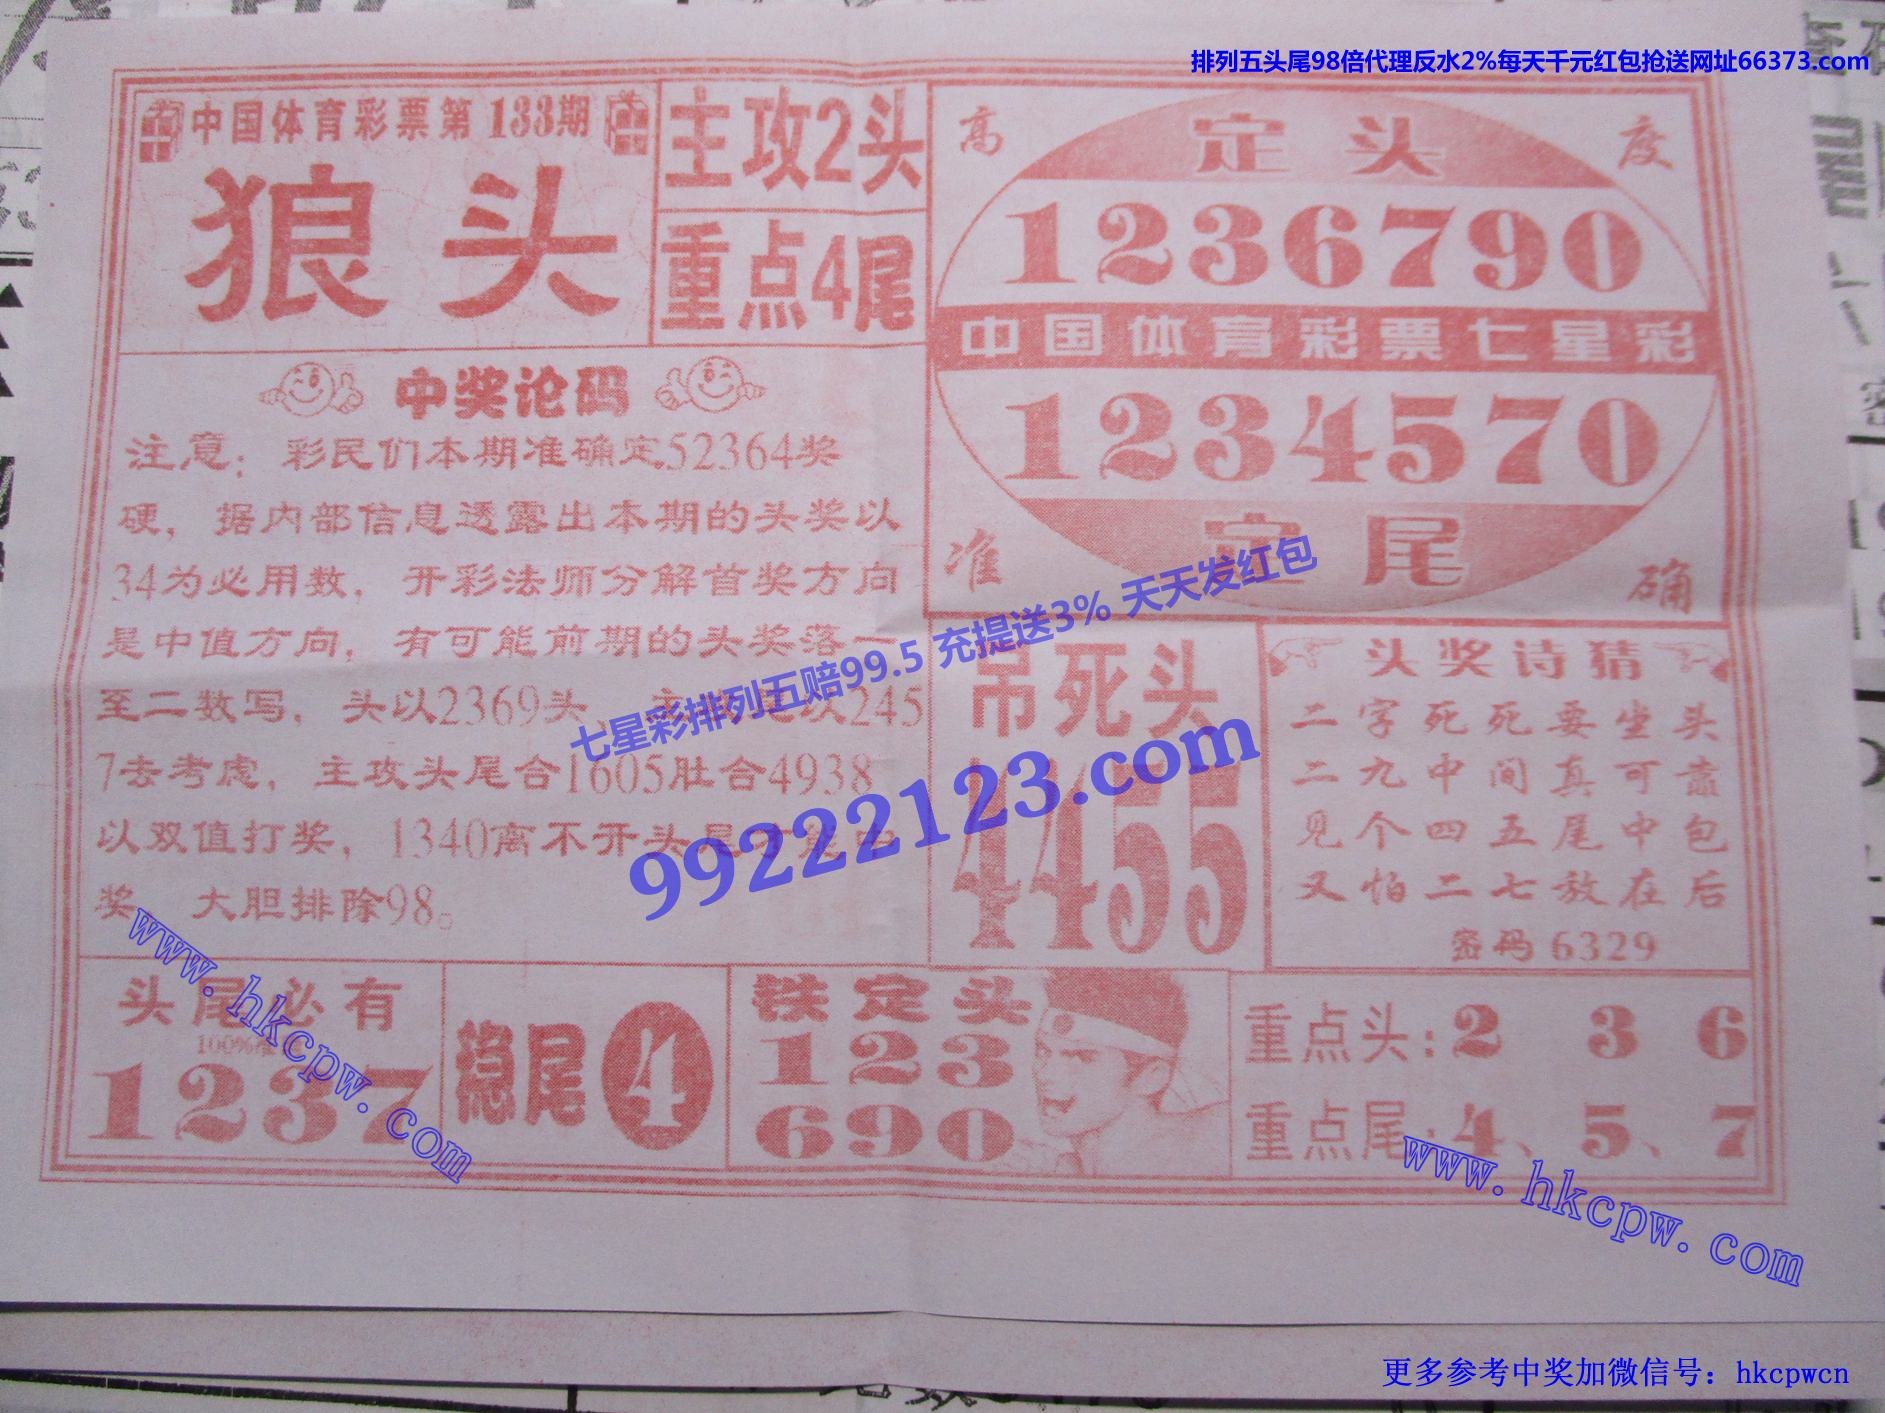 排列五头尾98倍代理反水2%每天千元红包抢送网址66373.com
中国体育彩票第133期
狼头
主攻2头
重点4尾
高度
定头
1236790
中国体育彩票七星彩
1234570
定尾
准确
中奖论码
注意：彩民们本期准确定52364奖
硬，据内部信息透露出本期的头奖以
34为必用数，开彩法师分解首奖方向
是中值方向，有可能前期的头奖落一
至二数写，头以2369头、 尾以245
7去考虑，主攻头尾合1605肚合4938
以双值打奖，1340离不开头尾才能中
奖，大胆排除98。
七星彩排列五赔99.5 充提送3% 天天发红包
99222123.com
吊死头
4455
头奖诗猜
二字死死要坐头
二九中间真可靠
见个四五尾中包
又怕二七放在后
密码6329
头尾必有
100%
1237
稳尾4
铁定头
123
690
重点头：2 3 6
重点尾：4、5、7
www.hkcpw.com
www.hkcpw.com
更多参考中奖加微信号：hkcpwcn